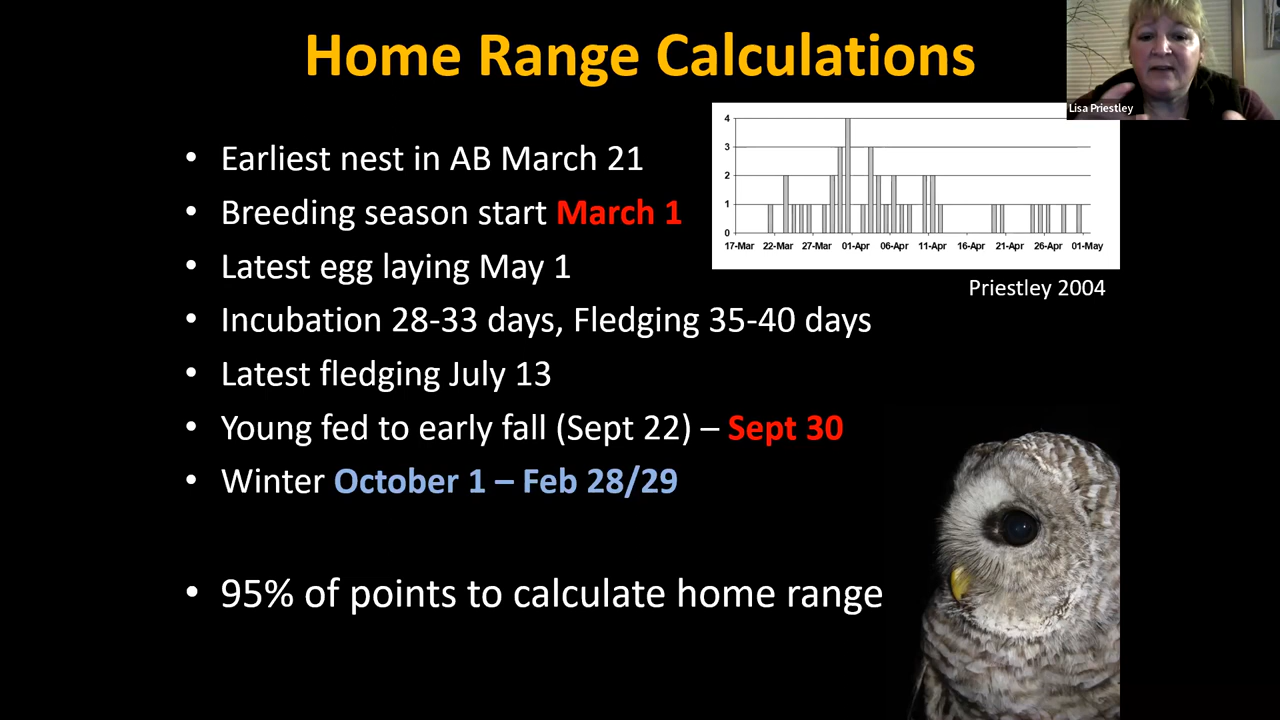 Home Range Calculations
Lisa Priestley
• Earliest nest in AB March 21
• Breeding season start March 1
• Latest egg laying May 1
• Incubation 28-33 days, Fledging 35-40 days
• Latest fledging July 13
• Young fed to early fall (Sept 22) – Sept 30
• Winter October 1 – Feb 28/29
• 95% of points to calculate home range
4
3
2
1
0
17-Mar 22-Mar 27-Mar 01-Apr 06-Apr 11-Apr 16-Apr 21-Apr 26-Apr 01-May
Priestley 2004